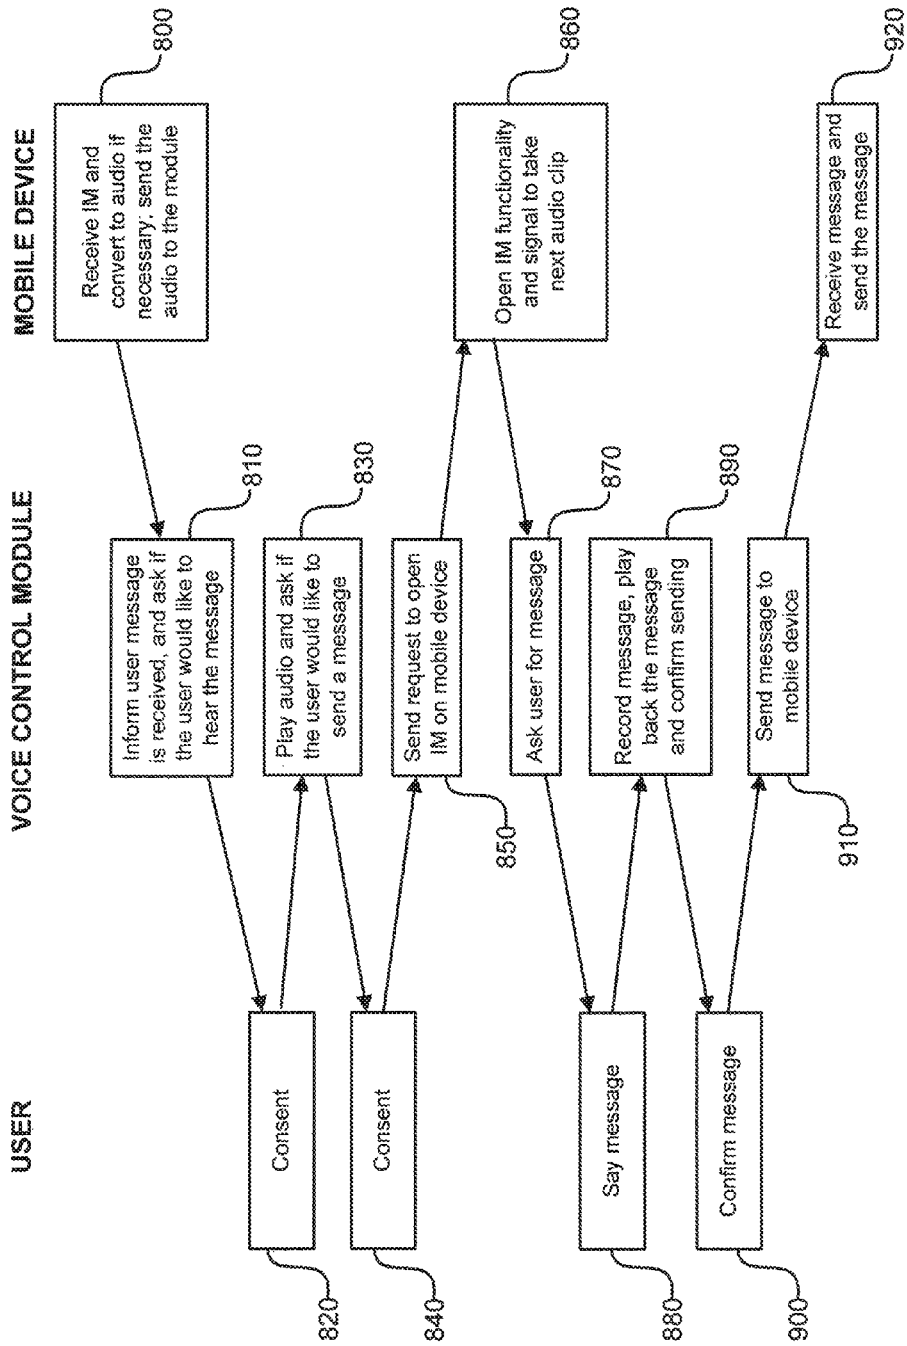 USER
VOICE CONTROL MODULE
MOBILE DEVICE
Receive IM and
convert to audio if
necessary; send the
audio to the module
800
Inform user message
is received, and ask if
the user would like to
hear the message
810
Consent
820
Play audio and ask if
the user would like to
send a message
830
Consent
840
Send request to open
IM on mobile device
850
Open IM functionality
and signal to take
next audio clip
860
Ask user for message
870
Say message
880
Record message, play
back the message
and confirm sending
890
Confirm message
900
Send message to
mobile device
910
Receive message and
send the message
920